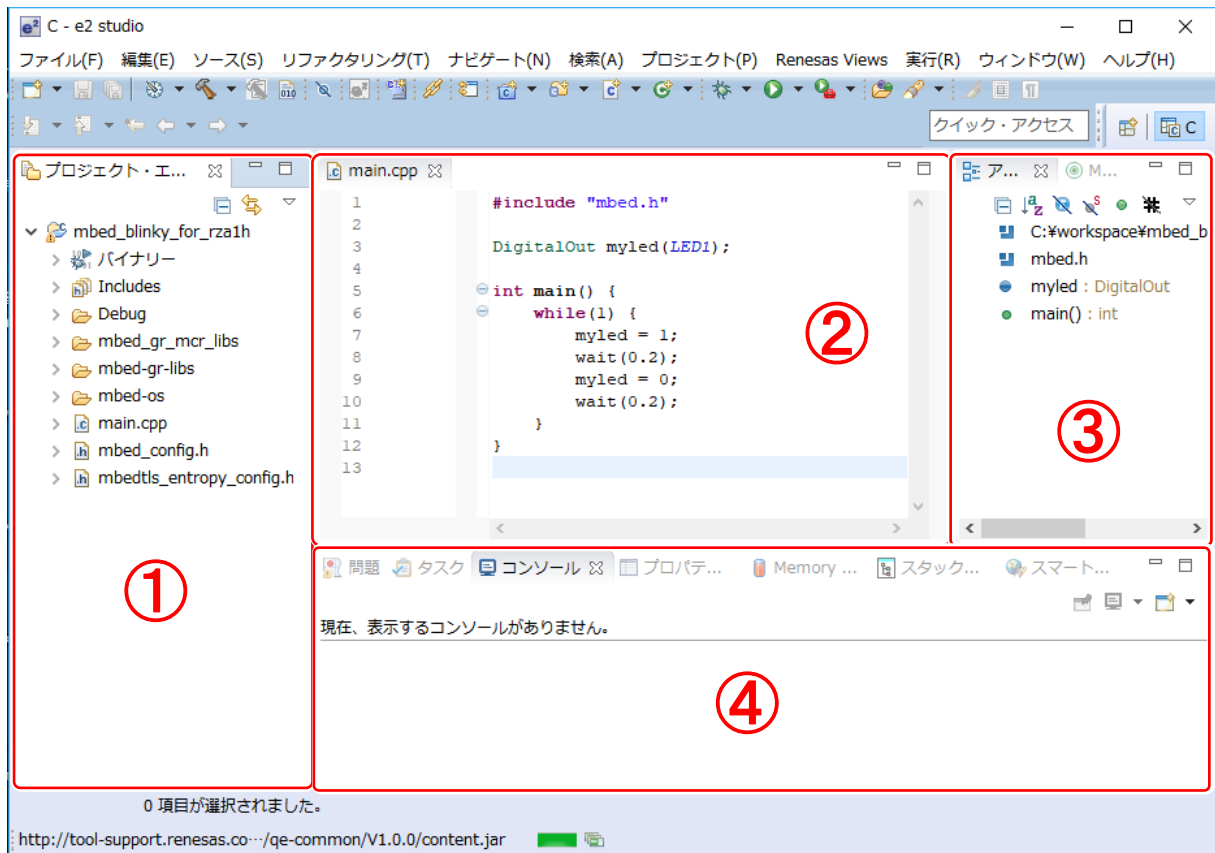 C - e2 studio
ファイル(F) 編集(E) ソース(S) リファクタリング(T) ナビゲート(N) 検索(A) プロジェクト(P) Renesas Views 実行(R) ウィンドウ(W) ヘルプ(H)
クイック・アクセス C
プロジェクト・エ...
mbed_blinky_for_rza1h
バイナリー
Includes
Debug
mbed_gr_mcr_libs
mbed-gr-libs
mbed-os
main.cpp
mbed_config.h
mbedtls_entropy_config.h
①
main.cpp
1 #include "mbed.h"
2
3 DigitalOut myled(LED1);
4
5 int main() {
6 while(1) {
7 myled = 1;
8 wait(0.2);
9 myled = 0;
10 wait(0.2);
11 }
12 }
13
②
ア... M...
C:¥workspace¥mbed_b
mbed.h
myled : DigitalOut
main() : int
③
問題 タスク コンソール プロパテ... Memory ... スタック... スマート...
現在、表示するコンソールがありません。
④
0 項目が選択されました。
http://tool-support.renesas.co…/qe-common/V1.0.0/content.jar